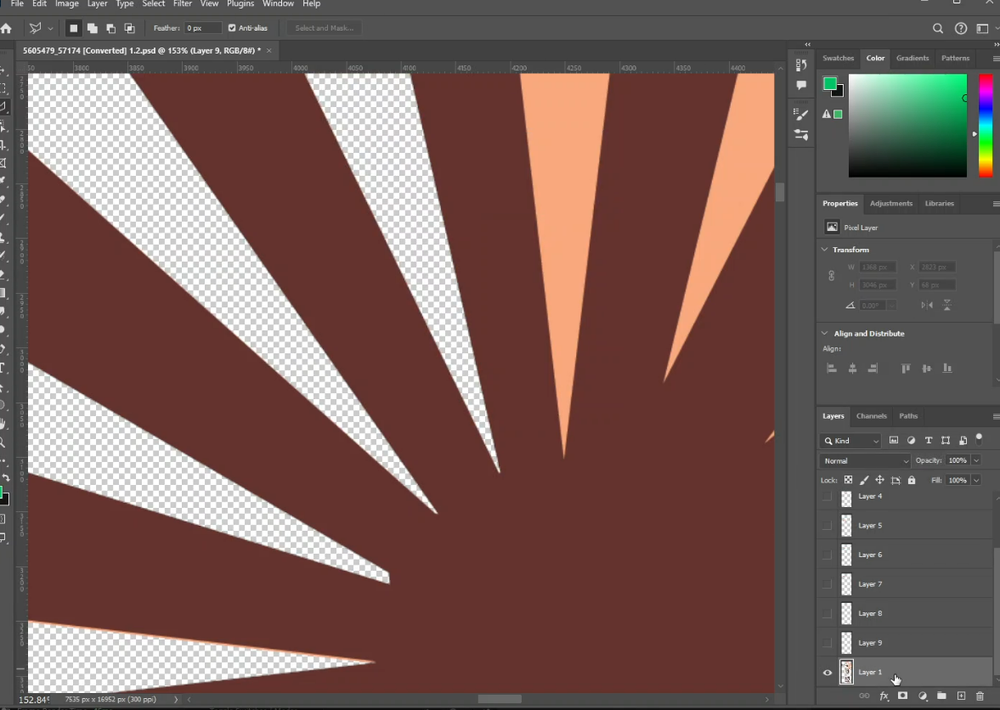 File Edit Image Layer Type Select Filter View Plugins Window Help
Feather: 0 px Anti-alias Select and Mask...
5605479_57174 [Converted] 1.2.psd @ 153% (Layer 9, RGB/8#) * ×
50 3800 3850 3900 3950 4000 4050 4100 4150 4200 4250 4300 4350 4400
Swatches Color Gradients Patterns
Properties Adjustments Libraries
Pixel Layer
Transform
W 1368 px X 2823 px
H 3046 px Y 68 px
0.00°
Align and Distribute
Align:
Layers Channels Paths
Kind
Normal Opacity: 100%
Lock: Fill: 100%
Layer 4
Layer 5
Layer 6
Layer 7
Layer 8
Layer 9
Layer 1
152.84% 7535 px x 16952 px (300 ppi)